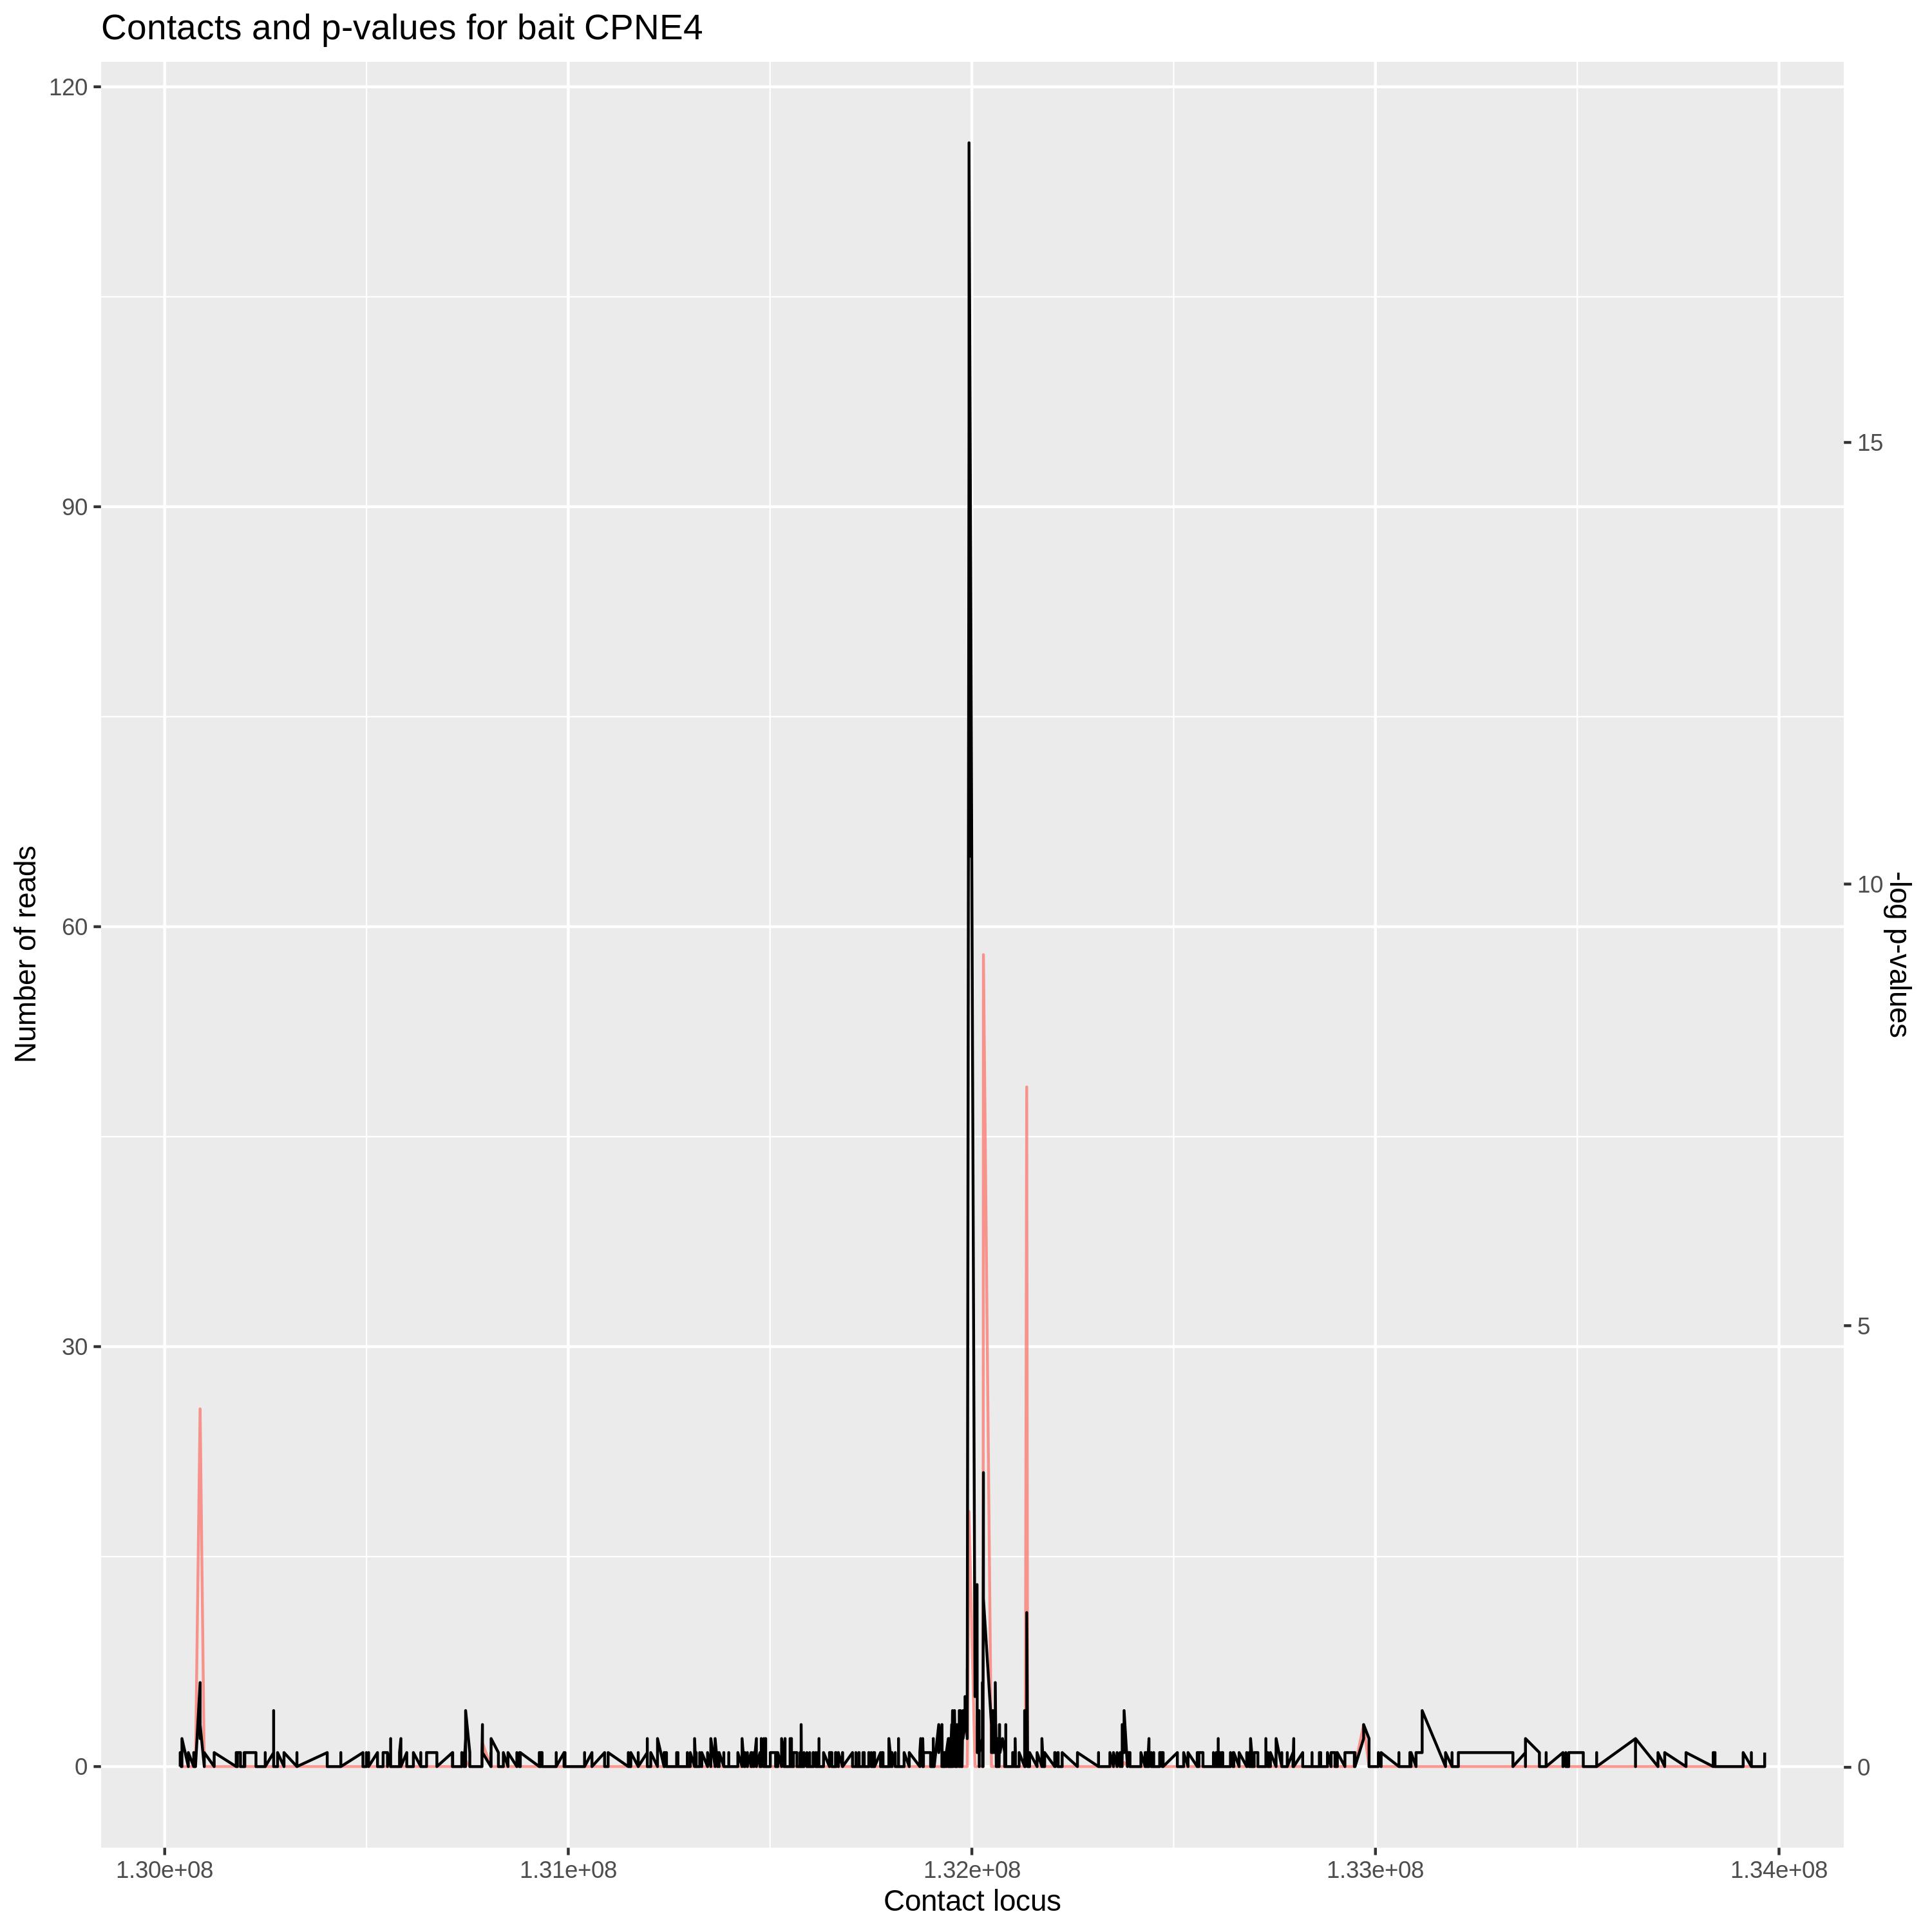 Contacts and p-values for bait CPNE4
120
90
60
30
0
Number of reads
15
10
5
0
-log p-values
1.30e+08
1.31e+08
1.32e+08
1.33e+08
1.34e+08
Contact locus